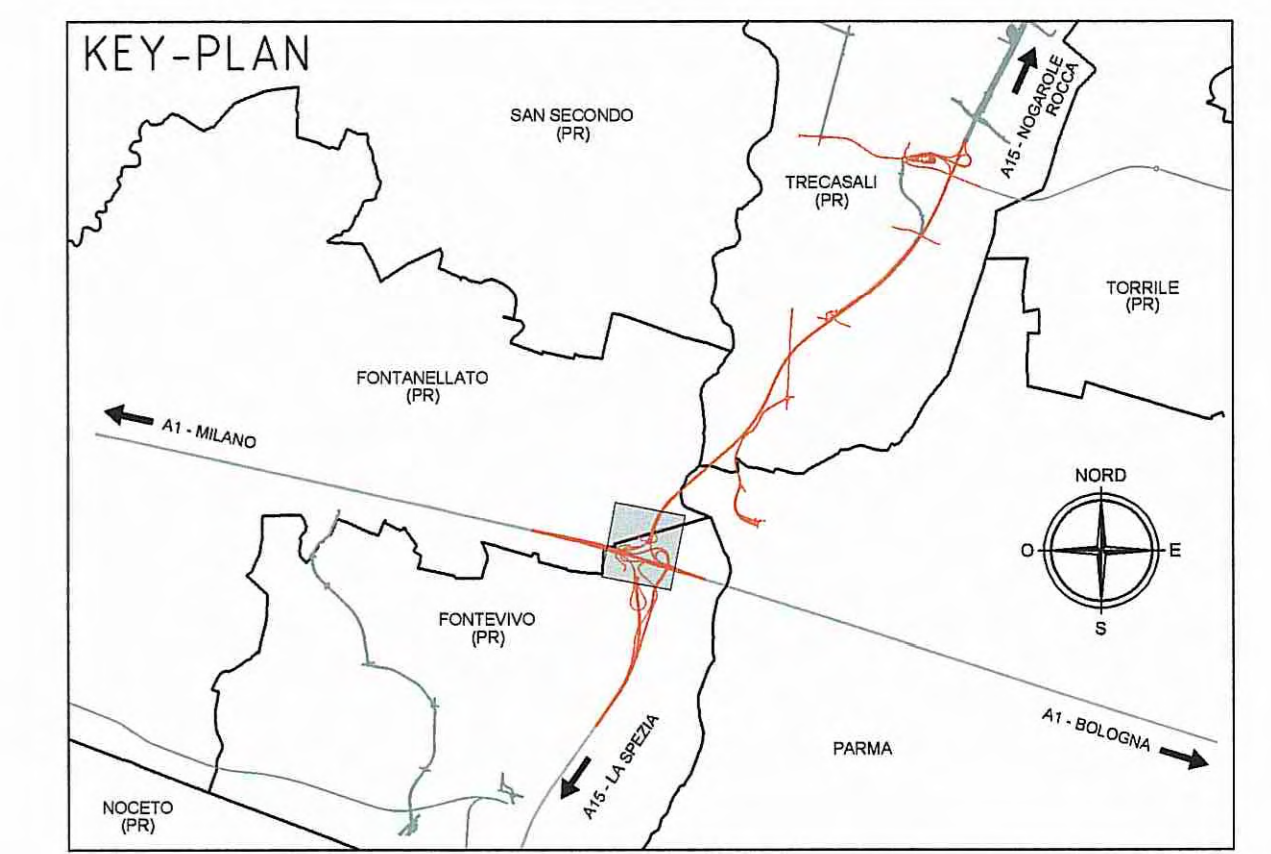 KEY-PLAN
SAN SECONDO
(PR)
A15 - NOGAROLE
ROCCA
TRECASALI
(PR)
TORRILE
(PR)
FONTANELLATO
(PR)
A1 - MILANO
NORD
O
E
S
FONTEVIVO
(PR)
A15 - LA SPEZIA
A1 - BOLOGNA
PARMA
NOCETO
(PR)